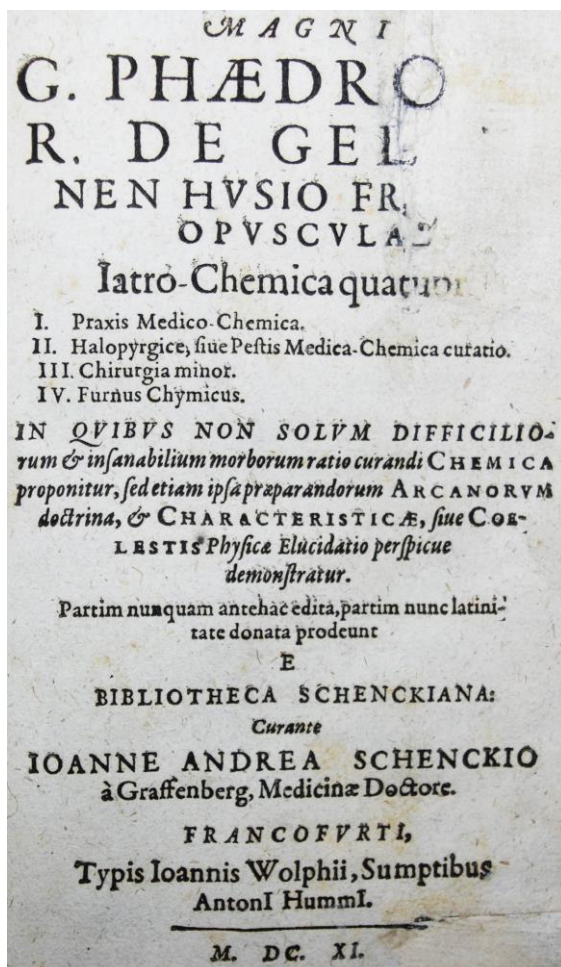 MAGNI
G. PHÆDRO
R. DE GEL
NEN HVSIO FR.
OPVSCVLA
Iatro-Chemica quatuor
I. Praxis Medico-Chemica.
II. Halopyrgice, ſiue Peſtis Medica-Chemica curatio.
III. Chirurgia minor.
IV. Furnus Chymicus.
IN QVIBVS NON SOLVM DIFFICILIO-
rum & inſanabilium morborum ratio curandi CHEMICA
proponitur, ſed etiam ipſa præparandorum ARCANORVM
doctrina, & CHARACTERISTICÆ, ſiue COE-
LESTIS Phyſicæ Elucidatio perſpicue
demonſtratur.
Partim nunquam antehac edita, partim nunc latini-
tate donata prodeunt
E
BIBLIOTHECA SCHENCKIANA:
Curante
IOANNE ANDREA SCHENCKIO
à Graffenberg, Medicinæ Doctore.
FRANCOFVRTI,
Typis Ioannis Wolphii, Sumptibus
AntonI HummI.
M. DC. XI.